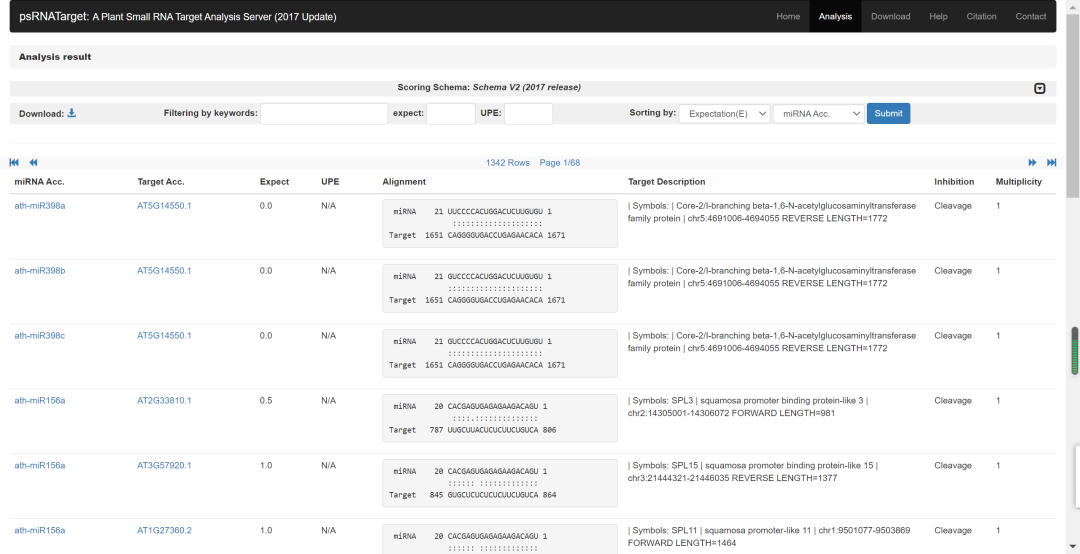 psRNATarget: A Plant Small RNA Target Analysis Server (2017 Update) Home Analysis Download Help Citation Contact
Analysis result
Scoring Schema: Schema V2 (2017 release)
Download: Filtering by keywords: expect: UPE: Sorting by: Expectation(E) miRNA Acc. Submit
1342 Rows Page 1/68
miRNA Acc. Target Acc. Expect UPE Alignment Target Description Inhibition Multiplicity
ath-miR398a AT5G14550.1 0.0 N/A miRNA 21 UUCCCCACUGGACUCUUGUGU 1 | Symbols: | Core-2/I-branching beta-1,6-N-acetylglucosaminyltransferase Cleavage 1
:::::::::::::::::::: family protein | chr5:4691006-4694055 REVERSE LENGTH=1772
Target 1651 CAGGGGUGACCUGAGAACACA 1671
ath-miR398b AT5G14550.1 0.0 N/A miRNA 21 GUCCCCACUGGACUCUUGUGU 1 | Symbols: | Core-2/I-branching beta-1,6-N-acetylglucosaminyltransferase Cleavage 1
::::::::::::::::::::: family protein | chr5:4691006-4694055 REVERSE LENGTH=1772
Target 1651 CAGGGGUGACCUGAGAACACA 1671
ath-miR398c AT5G14550.1 0.0 N/A miRNA 21 GUCCCCACUGGACUCUUGUGU 1 | Symbols: | Core-2/I-branching beta-1,6-N-acetylglucosaminyltransferase Cleavage 1
::::::::::::::::::::: family protein | chr5:4691006-4694055 REVERSE LENGTH=1772
Target 1651 CAGGGGUGACCUGAGAACACA 1671
ath-miR156a AT2G33810.1 0.5 N/A miRNA 20 CACGAGUGAGAGAAGACAGU 1 | Symbols: SPL3 | squamosa promoter binding protein-like 3 | Cleavage 1
::::.:::::::::::::: chr2:14305001-14306072 FORWARD LENGTH=981
Target 787 UUGCUUACUCUCUUCUGUCA 806
ath-miR156a AT3G57920.1 1.0 N/A miRNA 20 CACGAGUGAGAGAAGACAGU 1 | Symbols: SPL15 | squamosa promoter binding protein-like 15 | Cleavage 1
:::::: ::::::::::::: chr3:21444321-21446035 REVERSE LENGTH=1377
Target 845 GUGCUCUCUCUCUUCUGUCA 864
ath-miR156a AT1G27360.2 1.0 N/A miRNA 20 CACGAGUGAGAGAAGACAGU 1 | Symbols: SPL11 | squamosa promoter-like 11 | chr1:9501077-9503869 Cleavage 1
:::::: ::::::::::::: FORWARD LENGTH=1464